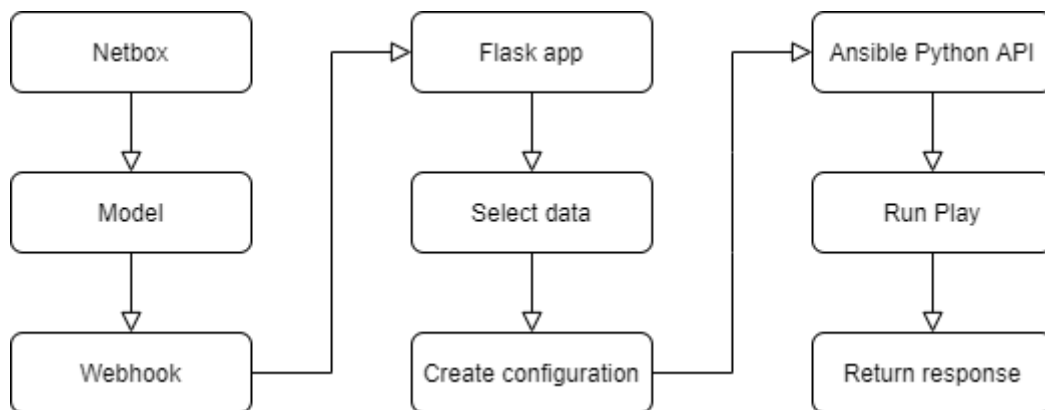 Netbox
Flask app
Ansible Python API
Model
Select data
Run Play
Webhook
Create configuration
Return response